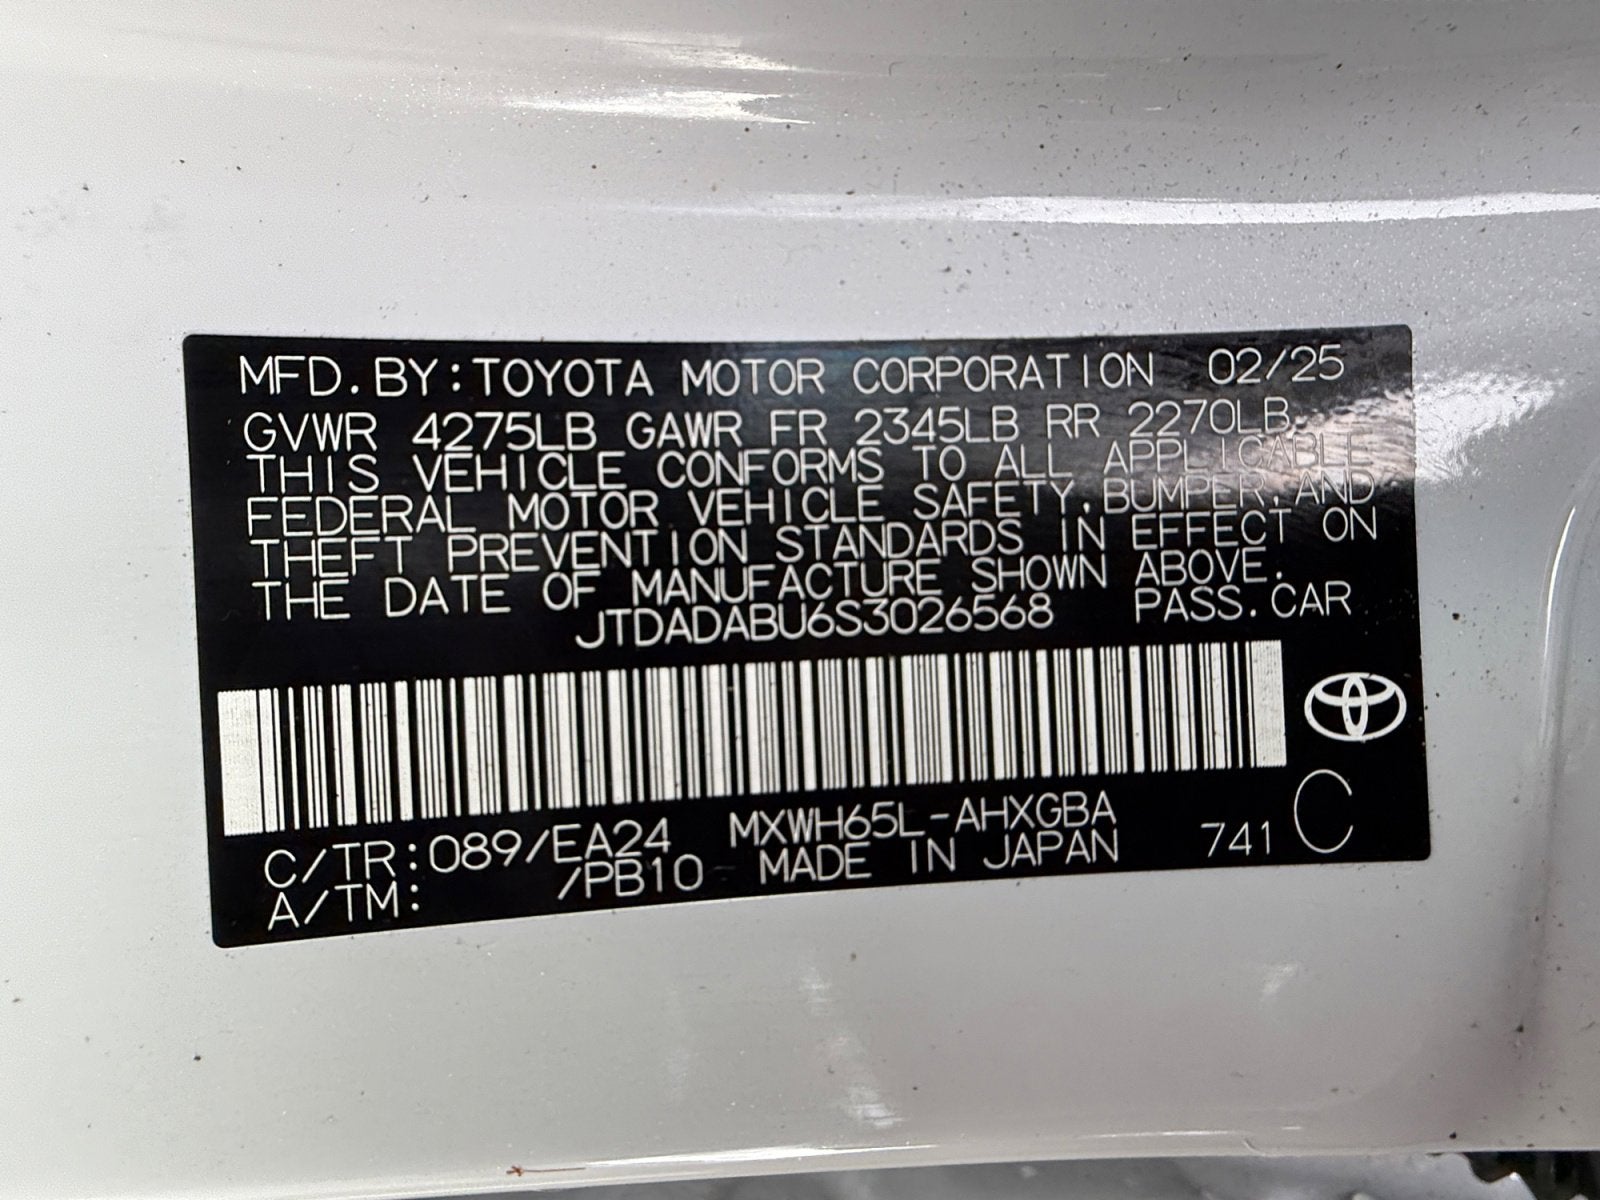 MFD. BY: TOYOTA MOTOR CORPORATION 02/25
GVWR 4275LB GAWR FR 2345LB RR 2270LB
THIS VEHICLE CONFORMS TO ALL APPLICABLE
FEDERAL MOTOR VEHICLE SAFETY, BUMPER, AND
THEFT PREVENTION STANDARDS IN EFFECT ON
THE DATE OF MANUFACTURE SHOWN ABOVE.
JTDADABU6S3026568 PASS. CAR
C/TR: 089/EA24 MXWH65L-AHXGBA 741 C
A/TM: /PB10 MADE IN JAPAN